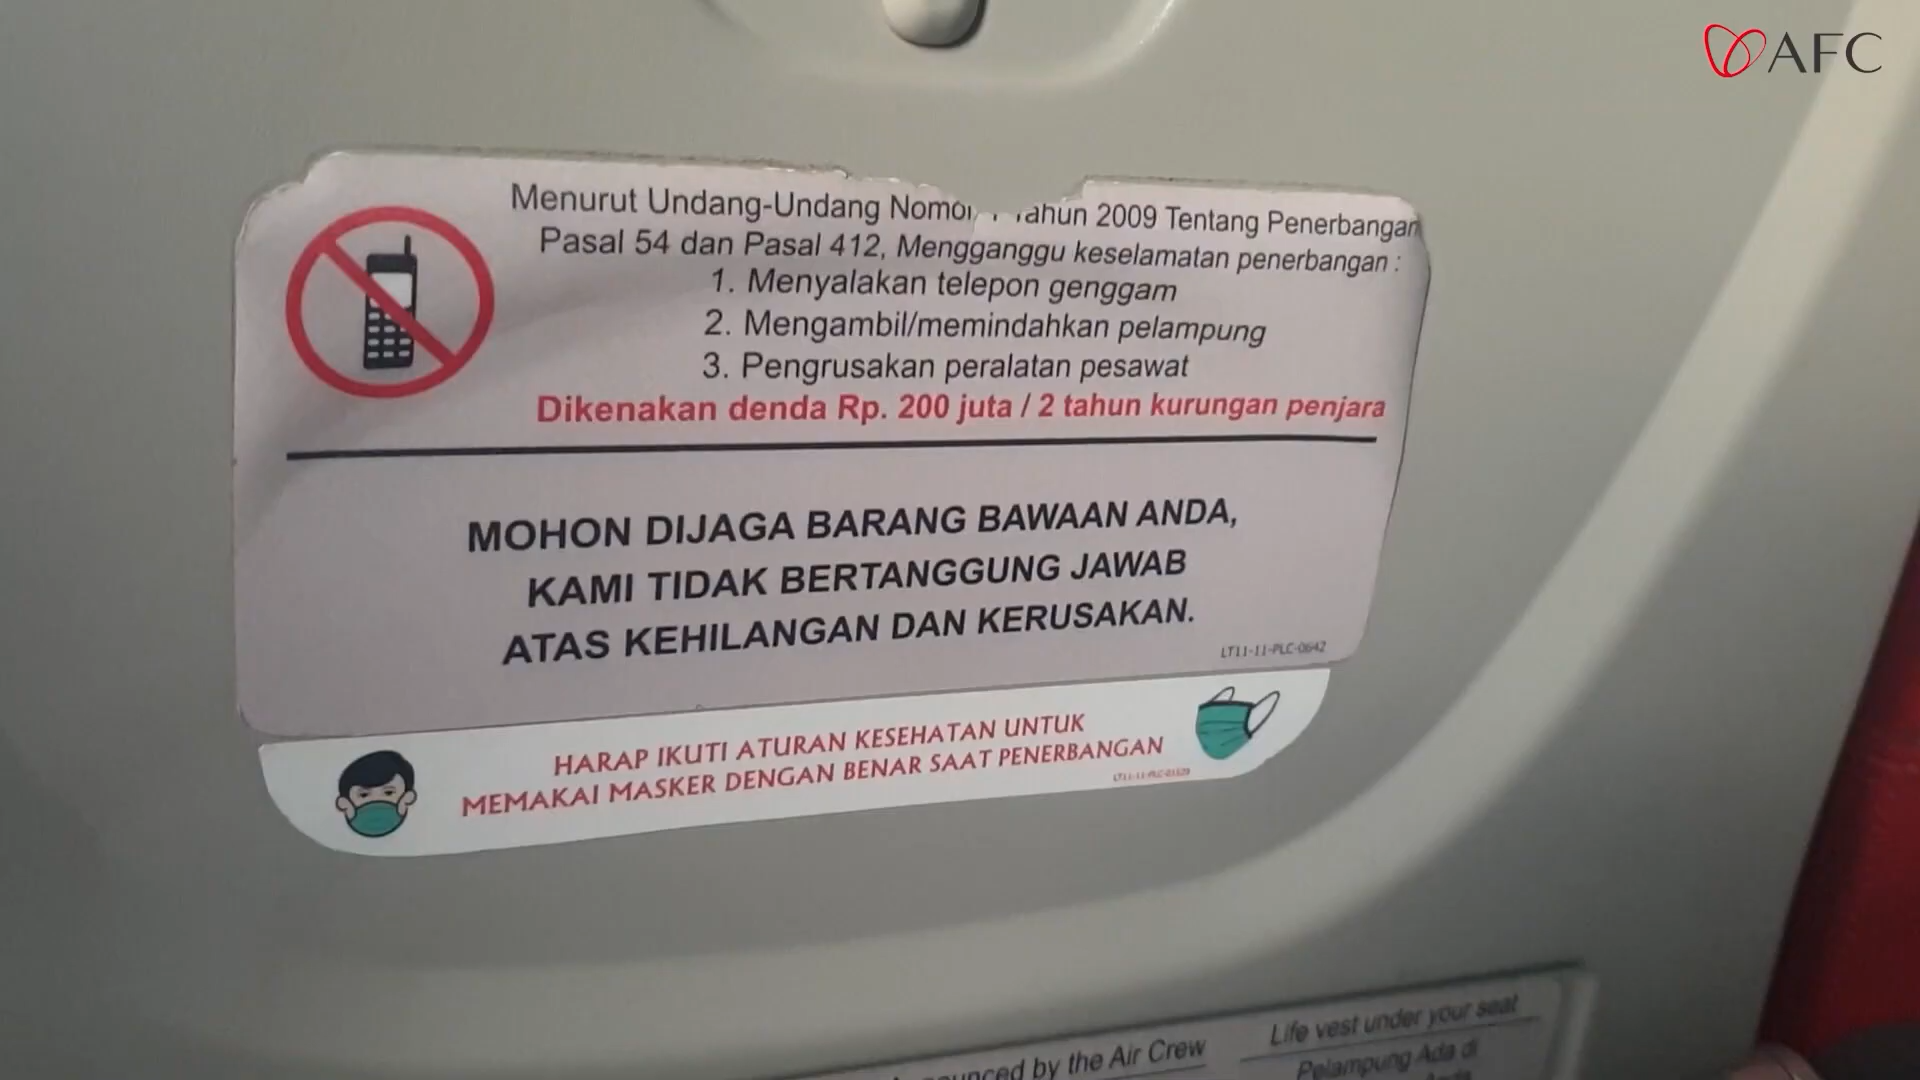 AFC
Menurut Undang-Undang Nomor Tahun 2009 Tentang Penerbangan
Pasal 54 dan Pasal 412, Mengganggu keselamatan penerbangan :
1. Menyalakan telepon genggam
2. Mengambil/memindahkan pelampung
3. Pengrusakan peralatan pesawat
Dikenakan denda Rp. 200 juta / 2 tahun kurungan penjara
MOHON DIJAGA BARANG BAWAAN ANDA,
KAMI TIDAK BERTANGGUNG JAWAB
ATAS KEHILANGAN DAN KERUSAKAN.
LT11-11-PLC-0642
HARAP IKUTI ATURAN KESEHATAN UNTUK
MEMAKAI MASKER DENGAN BENAR SAAT PENERBANGAN
by the Air Crew
Life vest under your seat
Pelampung Ada di